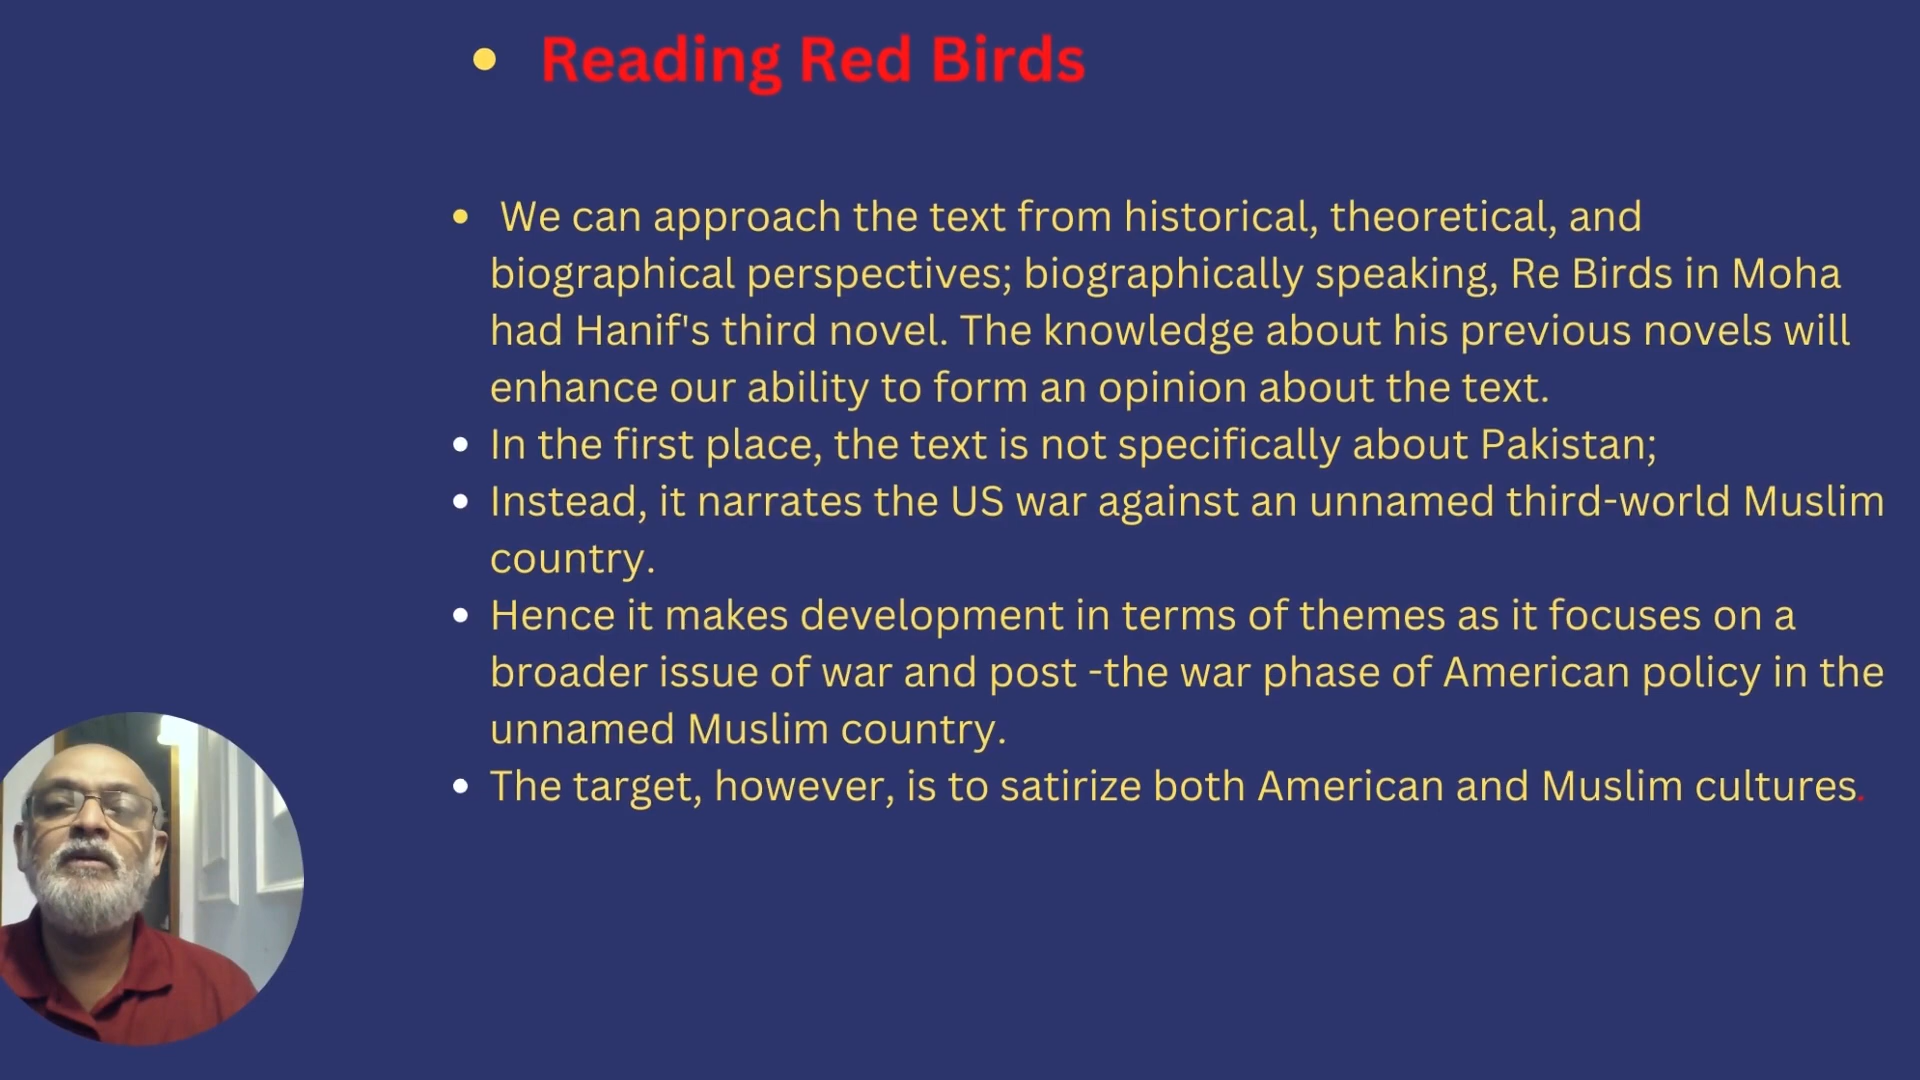 Reading Red Birds
We can approach the text from historical, theoretical, and
biographical perspectives; biographically speaking, Re Birds in Moha
had Hanif's third novel. The knowledge about his previous novels will
enhance our ability to form an opinion about the text.
In the first place, the text is not specifically about Pakistan;
Instead, it narrates the US war against an unnamed third-world Muslim
country.
Hence it makes development in terms of themes as it focuses on a
broader issue of war and post -the war phase of American policy in the
unnamed Muslim country.
The target, however, is to satirize both American and Muslim cultures.